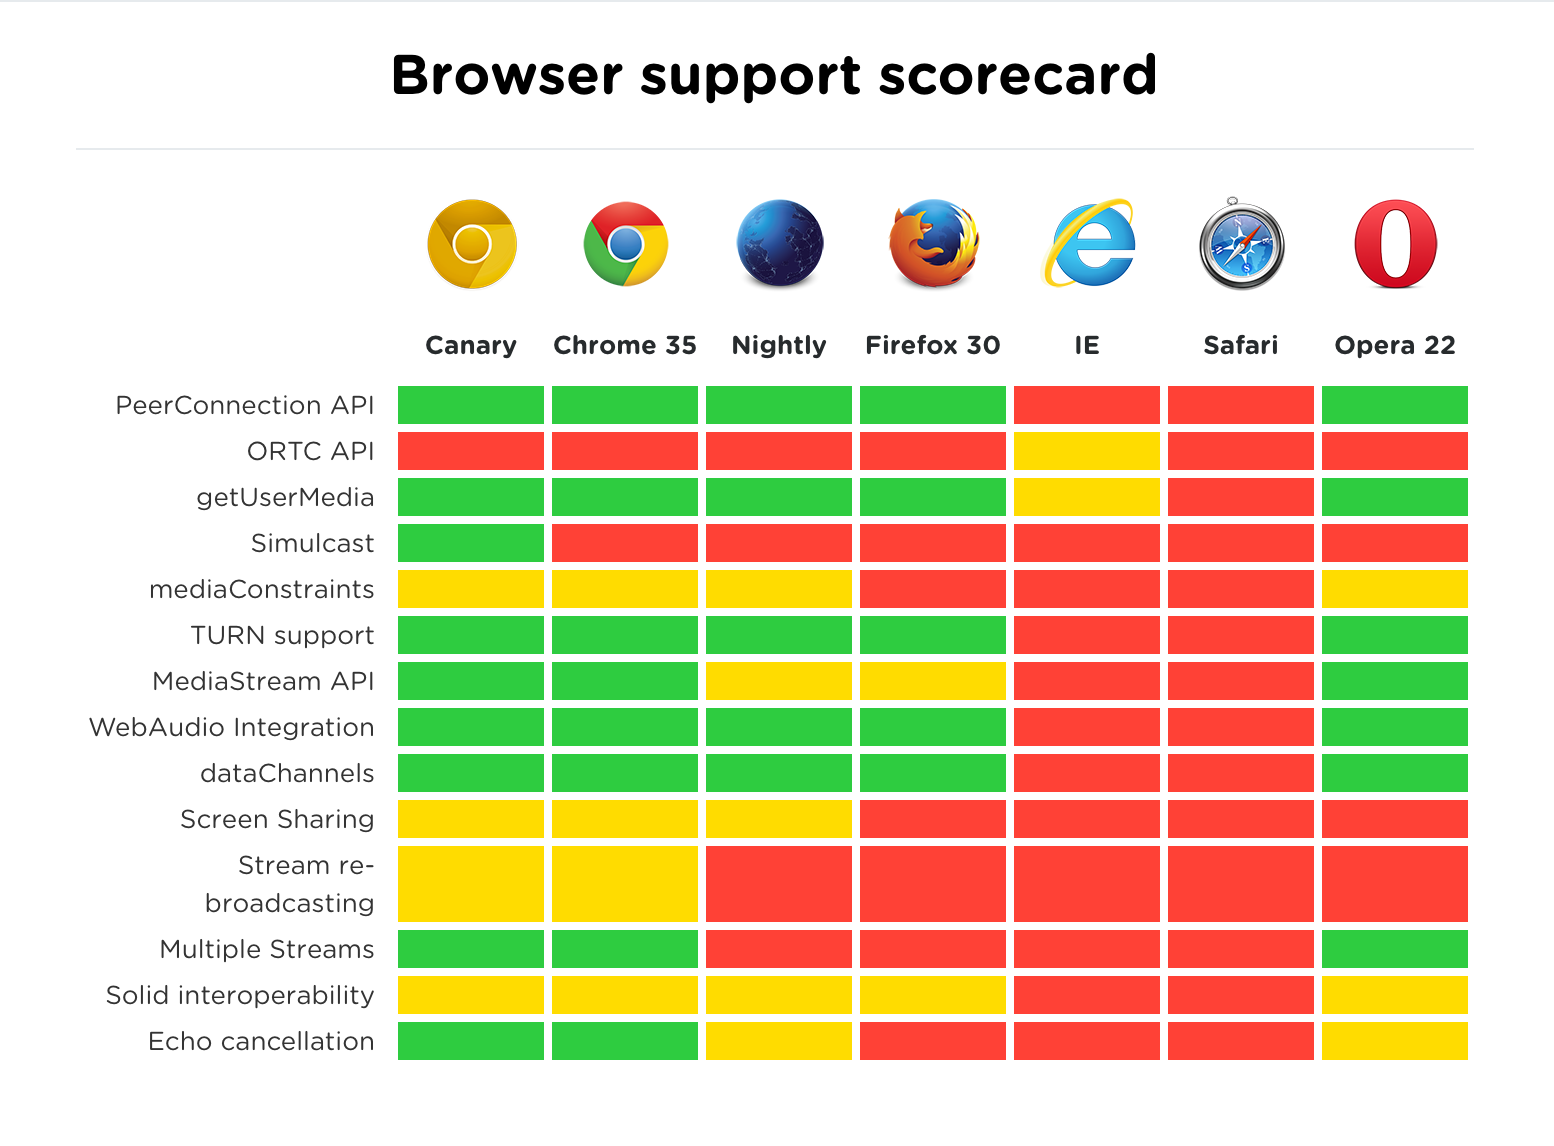 Browser support scorecard
Canary Chrome 35 Nightly Firefox 30 IE Safari Opera 22
PeerConnection API
ORTC API
getUserMedia
Simulcast
mediaConstraints
TURN support
MediaStream API
WebAudio Integration
dataChannels
Screen Sharing
Stream re-
broadcasting
Multiple Streams
Solid interoperability
Echo cancellation